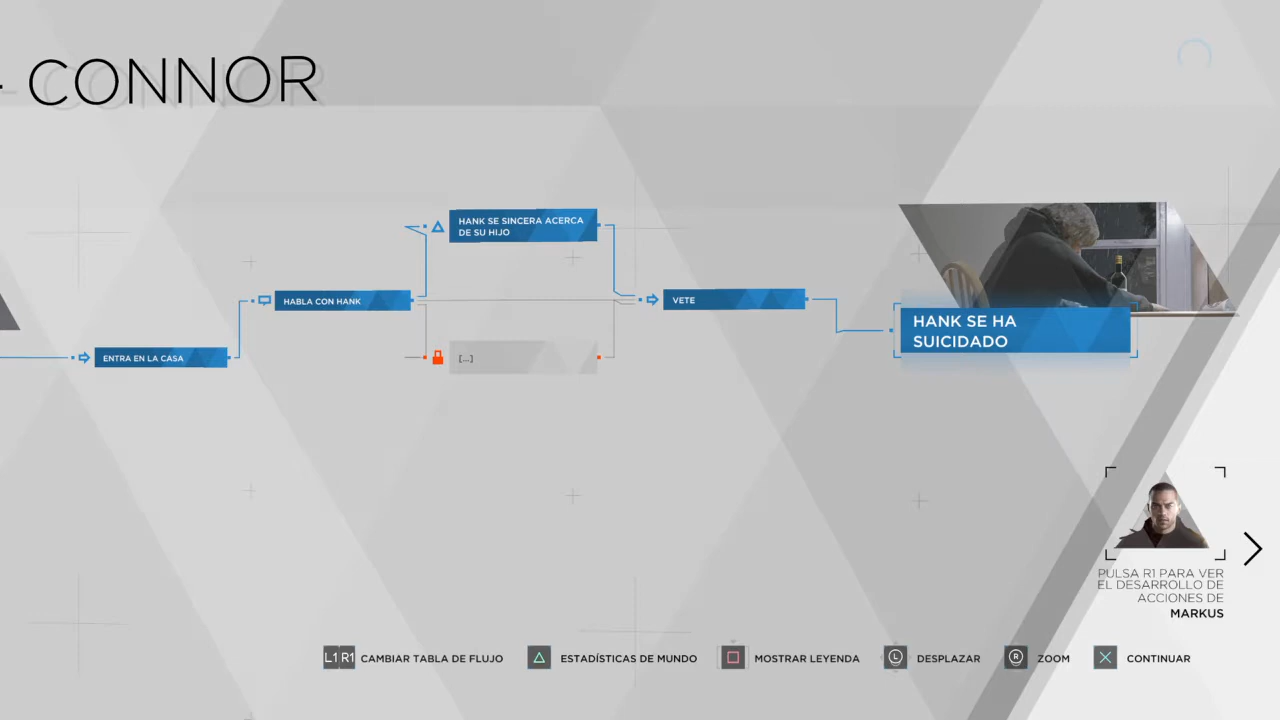 - CONNOR
HANK SE SINCERA ACERCA
DE SU HIJO
HABLA CON HANK
VETE
HANK SE HA
SUICIDADO
ENTRA EN LA CASA
[...]
PULSA R1 PARA VER
EL DESARROLLO DE
ACCIONES DE
MARKUS
L1 R1 CAMBIAR TABLA DE FLUJO
ESTADÍSTICAS DE MUNDO
MOSTRAR LEYENDA
L DESPLAZAR
R ZOOM
CONTINUAR